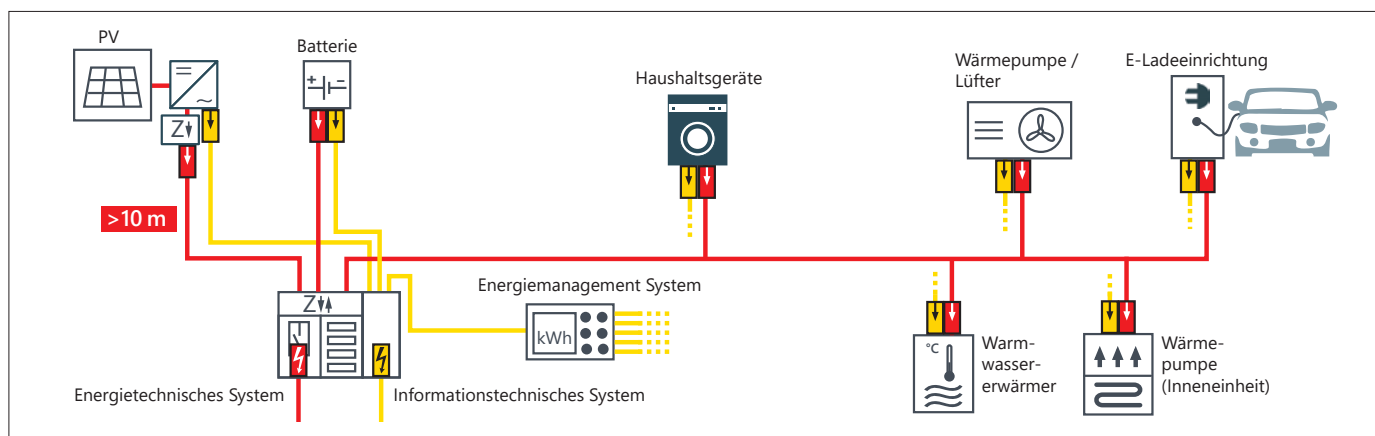 PV
Batterie
Haushaltsgeräte
Wärmepumpe /
Lüfter
E-Ladeeinrichtung
Z
>10 m
Z
Energiemanagement System
kWh
°C
Warm-
wasser-
erwärmer
Wärme-
pumpe
(Inneneinheit)
Energietechnisches System
Informationstechnisches System